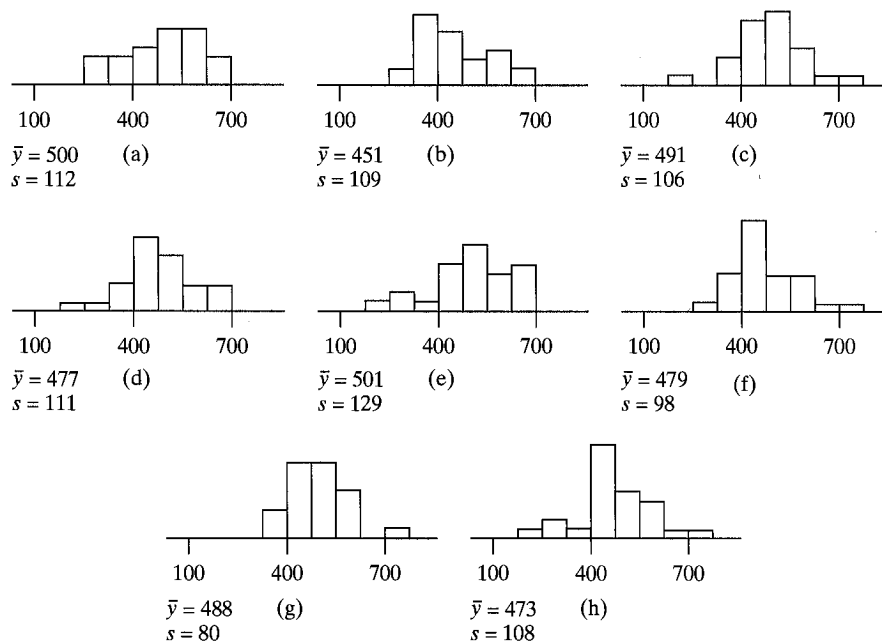 100 400 700 100 400 700 100 400 700
ȳ = 500 (a) ȳ = 451 (b) ȳ = 491 (c)
s = 112 s = 109 s = 106
100 400 700 100 400 700 100 400 700
ȳ = 477 (d) ȳ = 501 (e) ȳ = 479 (f)
s = 111 s = 129 s = 98
100 400 700 100 400 700
ȳ = 488 (g) ȳ = 473 (h)
s = 80 s = 108